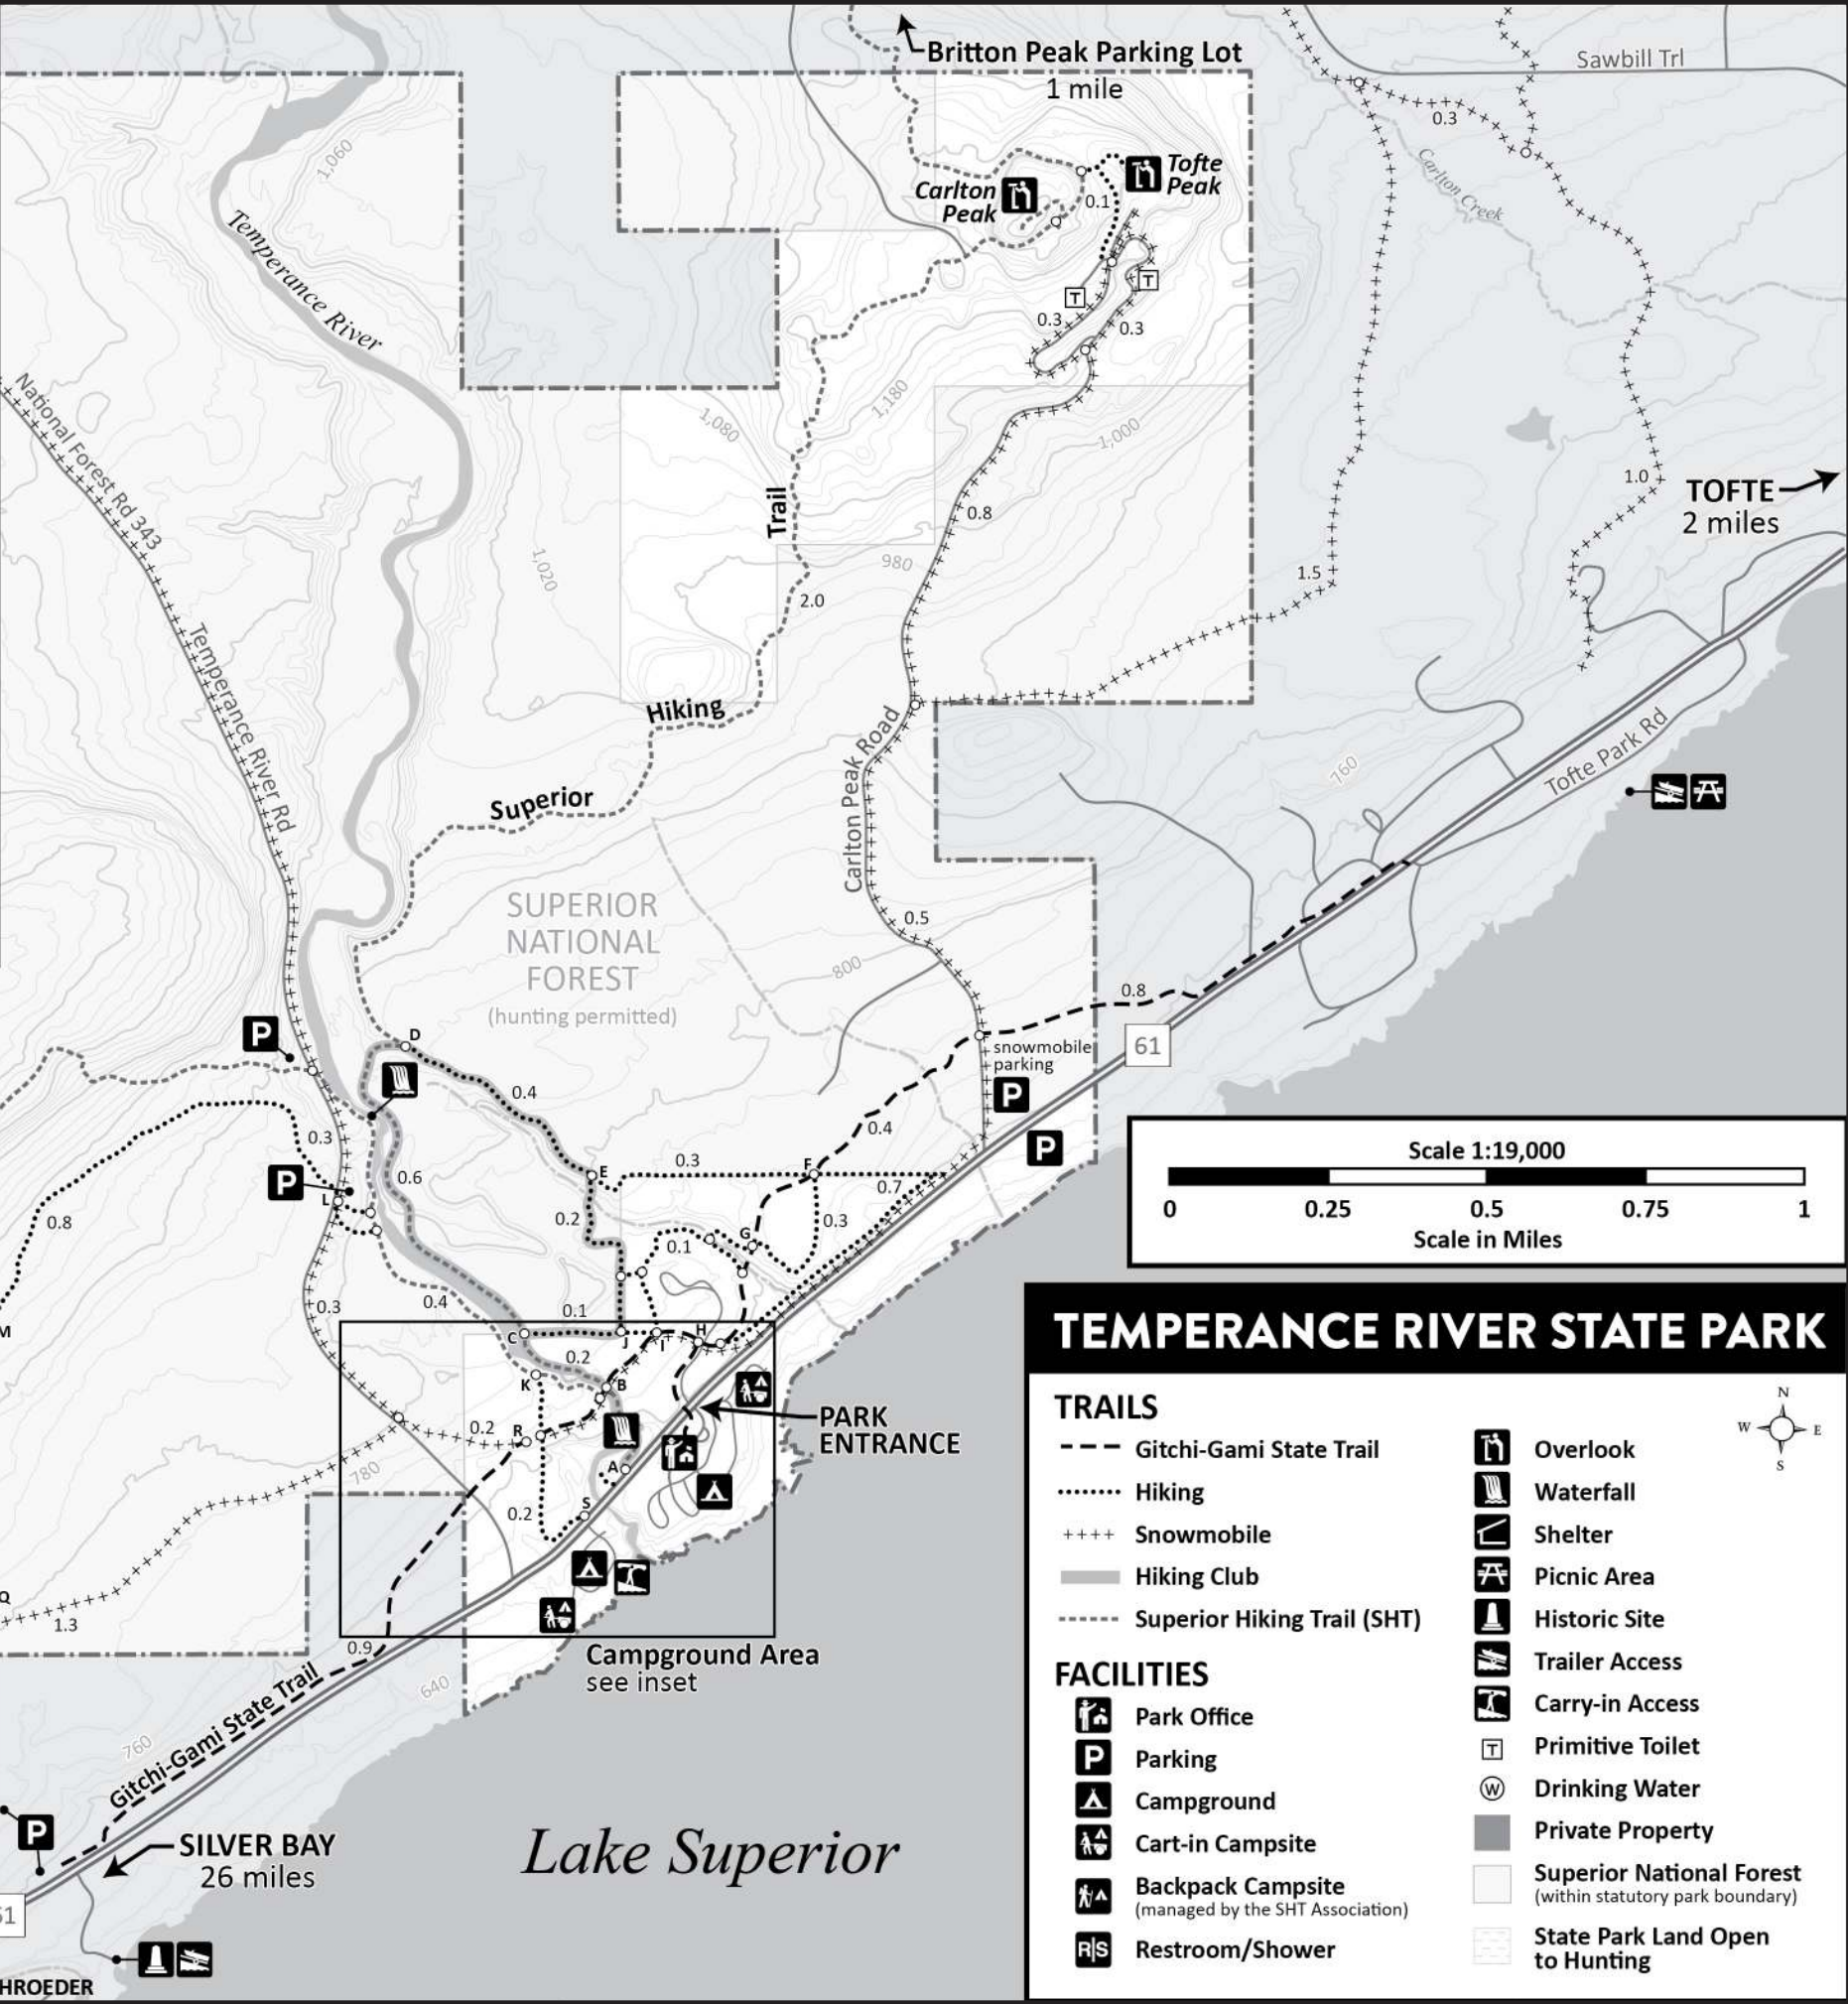 Britton Peak Parking Lot
1 mile
Sawbill Trl
0.3
1,060
Tofte
Peak
Carlton
Peak
0.1
Carlton Creek
Temperance River
T
T
0.3
0.3
National Forest Rd 343
1,080
1,180
1,000
1.0
TOFTE
2 miles
Trail
0.8
980
1,020
1.5
2.0
Temperance River Rd
Hiking
Carlton Peak Road
Tofte Park Rd
760
Superior
SUPERIOR
NATIONAL
FOREST
(hunting permitted)
0.5
800
0.8
P
D
snowmobile
parking
61
P
0.4
0.4
P
0.3
P
L
0.6
E
0.3
F
0.7
0.8
0.2
0.3
G
0.1
0.3
0.4
0.1
M
C
J
I
H
0.2
K
B
R
0.2
PARK
ENTRANCE
780
A
0.2
S
Q
1.3
0.9
Campground Area
see inset
640
760
Gitchi-Gami State Trail
P
SILVER BAY
26 miles
61
HROEDER
Lake Superior
Scale 1:19,000
0 0.25 0.5 0.75 1
Scale in Miles
TEMPERANCE RIVER STATE PARK
TRAILS
Gitchi-Gami State Trail
Hiking
Snowmobile
Hiking Club
Superior Hiking Trail (SHT)
FACILITIES
Park Office
P Parking
Campground
Cart-in Campsite
Backpack Campsite
(managed by the SHT Association)
R|S Restroom/Shower
N
W E
S
Overlook
Waterfall
Shelter
Picnic Area
Historic Site
Trailer Access
Carry-in Access
T Primitive Toilet
W Drinking Water
Private Property
Superior National Forest
(within statutory park boundary)
State Park Land Open
to Hunting